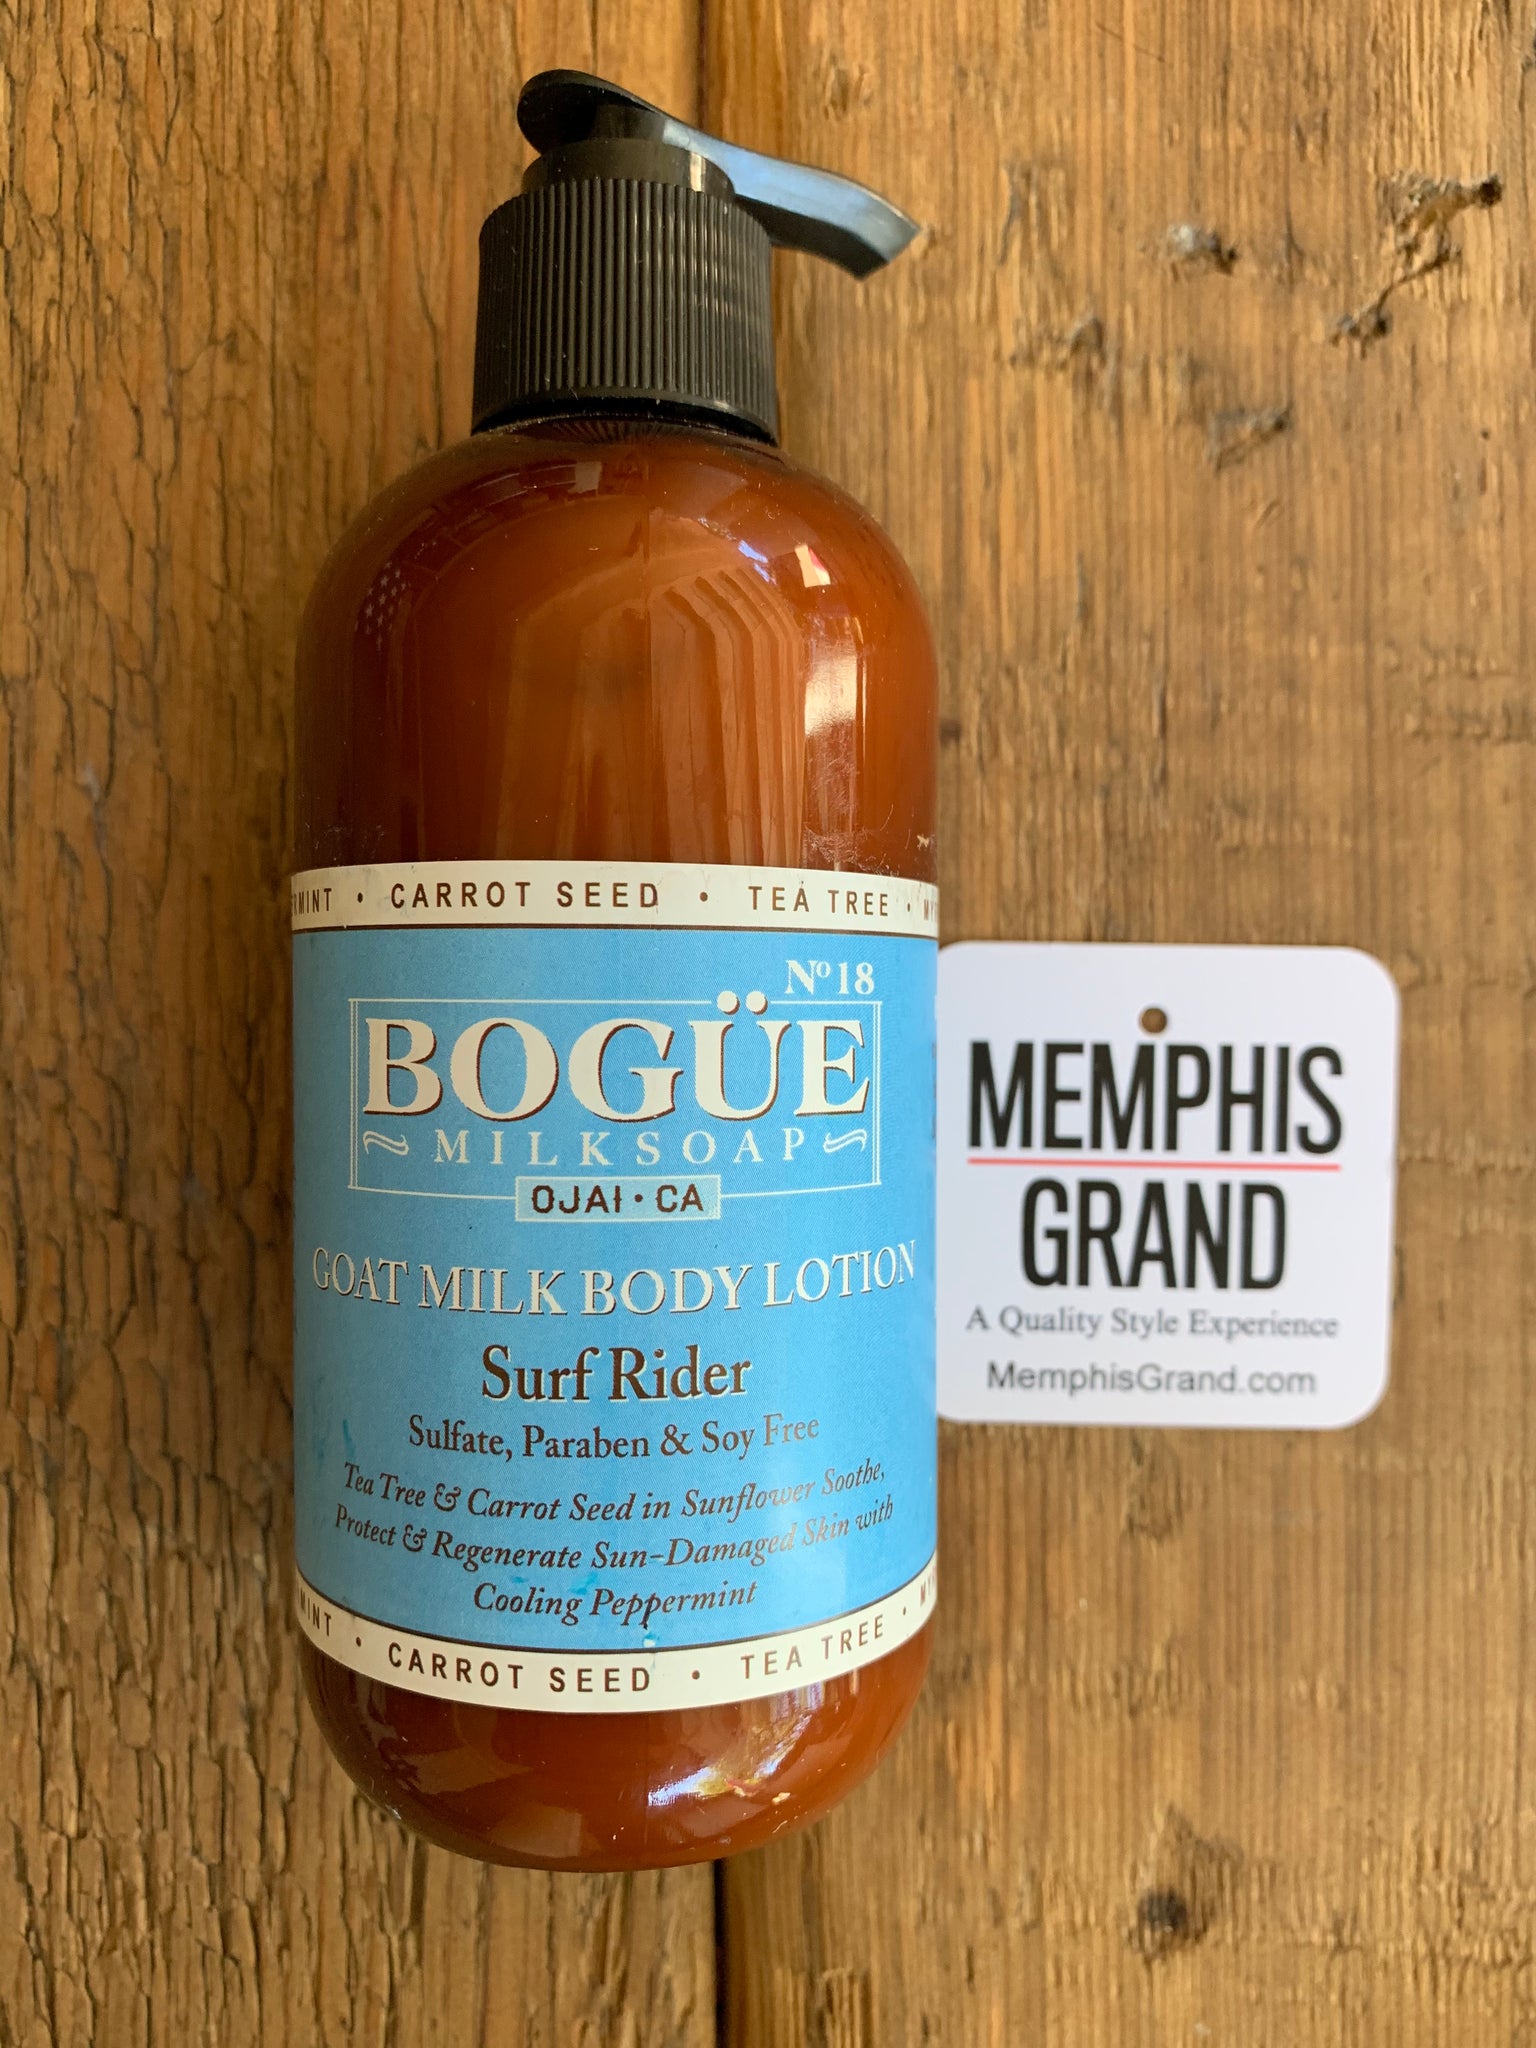 • CARROT SEED • TEA TREE •
Nº18
BOGÜE
MILKSOAP
OJAI • CA
GOAT MILK BODY LOTION
Surf Rider
Sulfate, Paraben & Soy Free
Tea Tree & Carrot Seed in Sunflower Soothe,
Protect & Regenerate Sun-Damaged Skin with
Cooling Peppermint
• CARROT SEED • TEA TREE •
MEMPHIS
GRAND
A Quality Style Experience
MemphisGrand.com